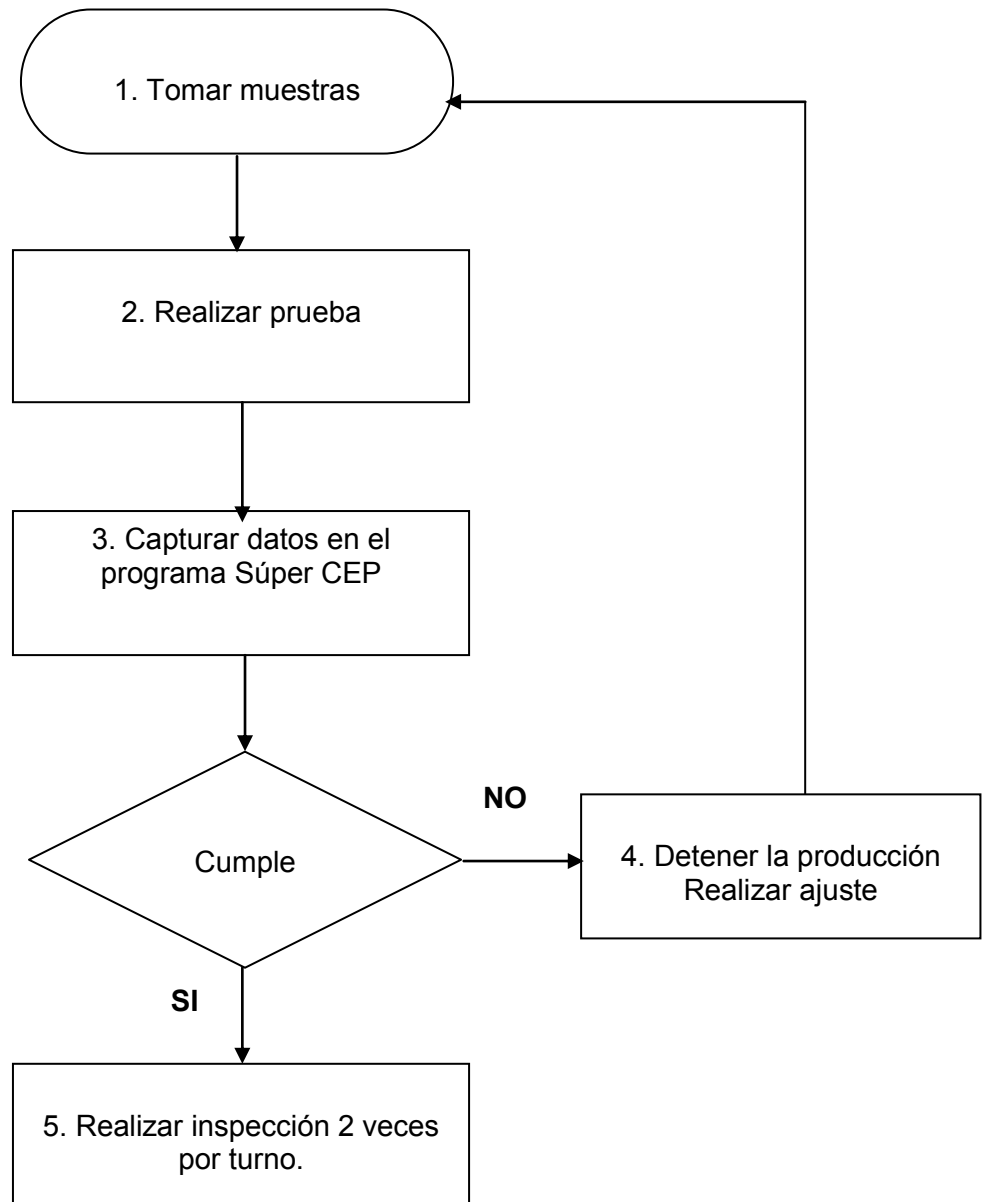 1. Tomar muestras
2. Realizar prueba
3. Capturar datos en el
programa Súper CEP
Cumple
NO
4. Detener la producción
Realizar ajuste
SI
5. Realizar inspección 2 veces
por turno.